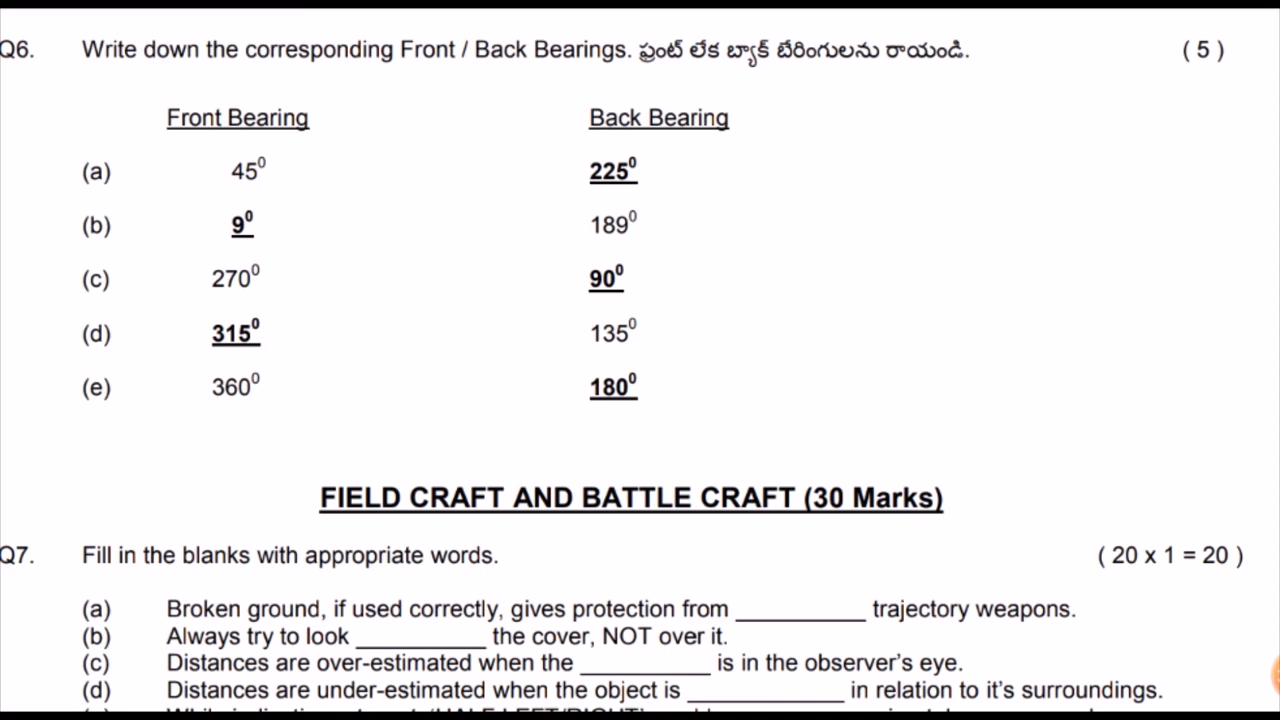 Q6. Write down the corresponding Front / Back Bearings. ఫ్రంట్ లేక బ్యాక్ బేరింగులను రాయండి. ( 5 )
Front Bearing Back Bearing
(a) 45⁰ 225⁰
(b) 9⁰ 189⁰
(c) 270⁰ 90⁰
(d) 315⁰ 135⁰
(e) 360⁰ 180⁰
FIELD CRAFT AND BATTLE CRAFT (30 Marks)
Q7. Fill in the blanks with appropriate words. ( 20 x 1 = 20 )
(a) Broken ground, if used correctly, gives protection from __________ trajectory weapons.
(b) Always try to look __________ the cover, NOT over it.
(c) Distances are over-estimated when the __________ is in the observer's eye.
(d) Distances are under-estimated when the object is ____________ in relation to it's surroundings.